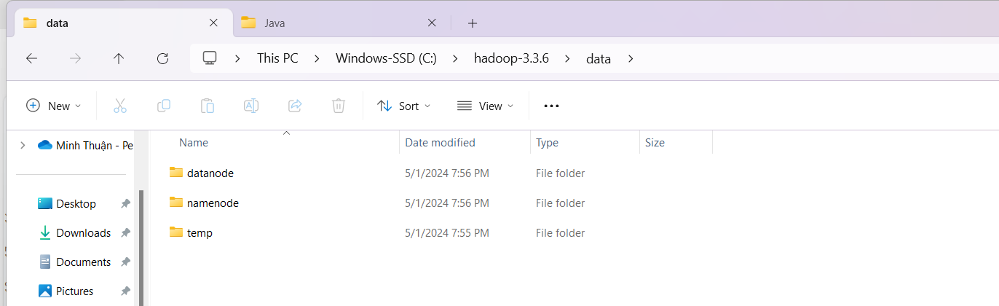 data
Java
This PC > Windows-SSD (C:) > hadoop-3.3.6 > data >
New
Sort
View
Minh Thuận - Pe
Name Date modified Type Size
datanode 5/1/2024 7:56 PM File folder
namenode 5/1/2024 7:56 PM File folder
temp 5/1/2024 7:55 PM File folder
Desktop
Downloads
Documents
Pictures